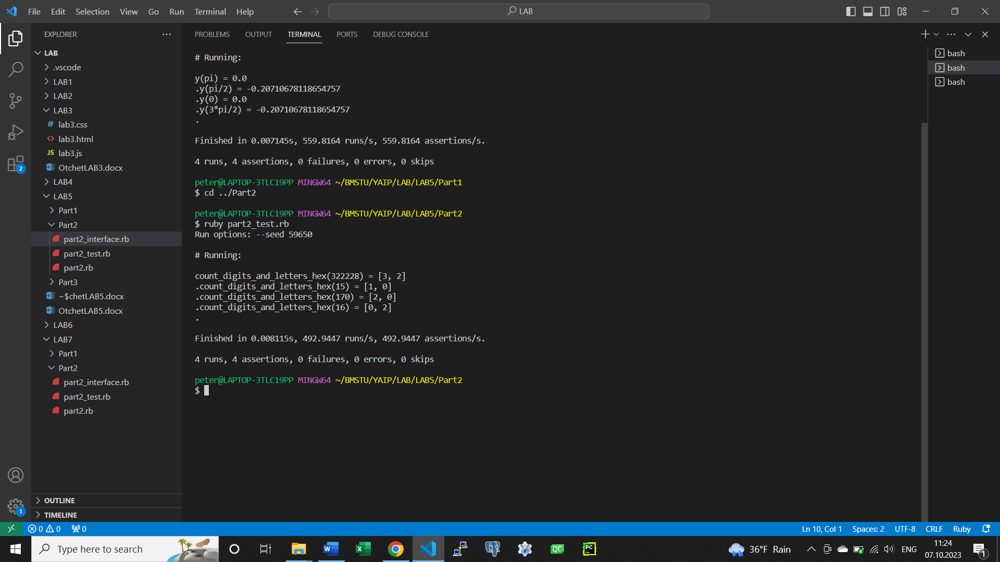 File Edit Selection View Go Run Terminal Help
LAB
EXPLORER
LAB
.vscode
LAB1
LAB2
LAB3
# lab3.css
<> lab3.html
JS lab3.js
OtchetLAB3.docx
LAB4
LAB5
Part1
Part2
part2_interface.rb
part2_test.rb
part2.rb
Part3
~$chetLAB5.docx
OtchetLAB5.docx
LAB6
LAB7
Part1
Part2
part2_interface.rb
part2_test.rb
part2.rb
OUTLINE
TIMELINE
2
1
PROBLEMS OUTPUT TERMINAL PORTS DEBUG CONSOLE
# Running:
y(pi) = 0.0
.y(pi/2) = -0.20710678118654757
.y(0) = 0.0
.y(3*pi/2) = -0.20710678118654757
.
Finished in 0.007145s, 559.8164 runs/s, 559.8164 assertions/s.
4 runs, 4 assertions, 0 failures, 0 errors, 0 skips
peter@LAPTOP-3TLC19PP MINGW64 ~/BMSTU/YAIP/LAB/LAB5/Part1
$ cd ../Part2
peter@LAPTOP-3TLC19PP MINGW64 ~/BMSTU/YAIP/LAB/LAB5/Part2
$ ruby part2_test.rb
Run options: --seed 59650
# Running:
count_digits_and_letters_hex(322228) = [3, 2]
.count_digits_and_letters_hex(15) = [1, 0]
.count_digits_and_letters_hex(170) = [2, 0]
.count_digits_and_letters_hex(16) = [0, 2]
.
Finished in 0.008115s, 492.9447 runs/s, 492.9447 assertions/s.
4 runs, 4 assertions, 0 failures, 0 errors, 0 skips
peter@LAPTOP-3TLC19PP MINGW64 ~/BMSTU/YAIP/LAB/LAB5/Part2
$
bash
bash
bash
0 0 0
Ln 10, Col 1 Spaces: 2 UTF-8 CRLF Ruby
Type here to search
W X QC PC
36°F Rain
ENG
11:24
07.10.2023
1